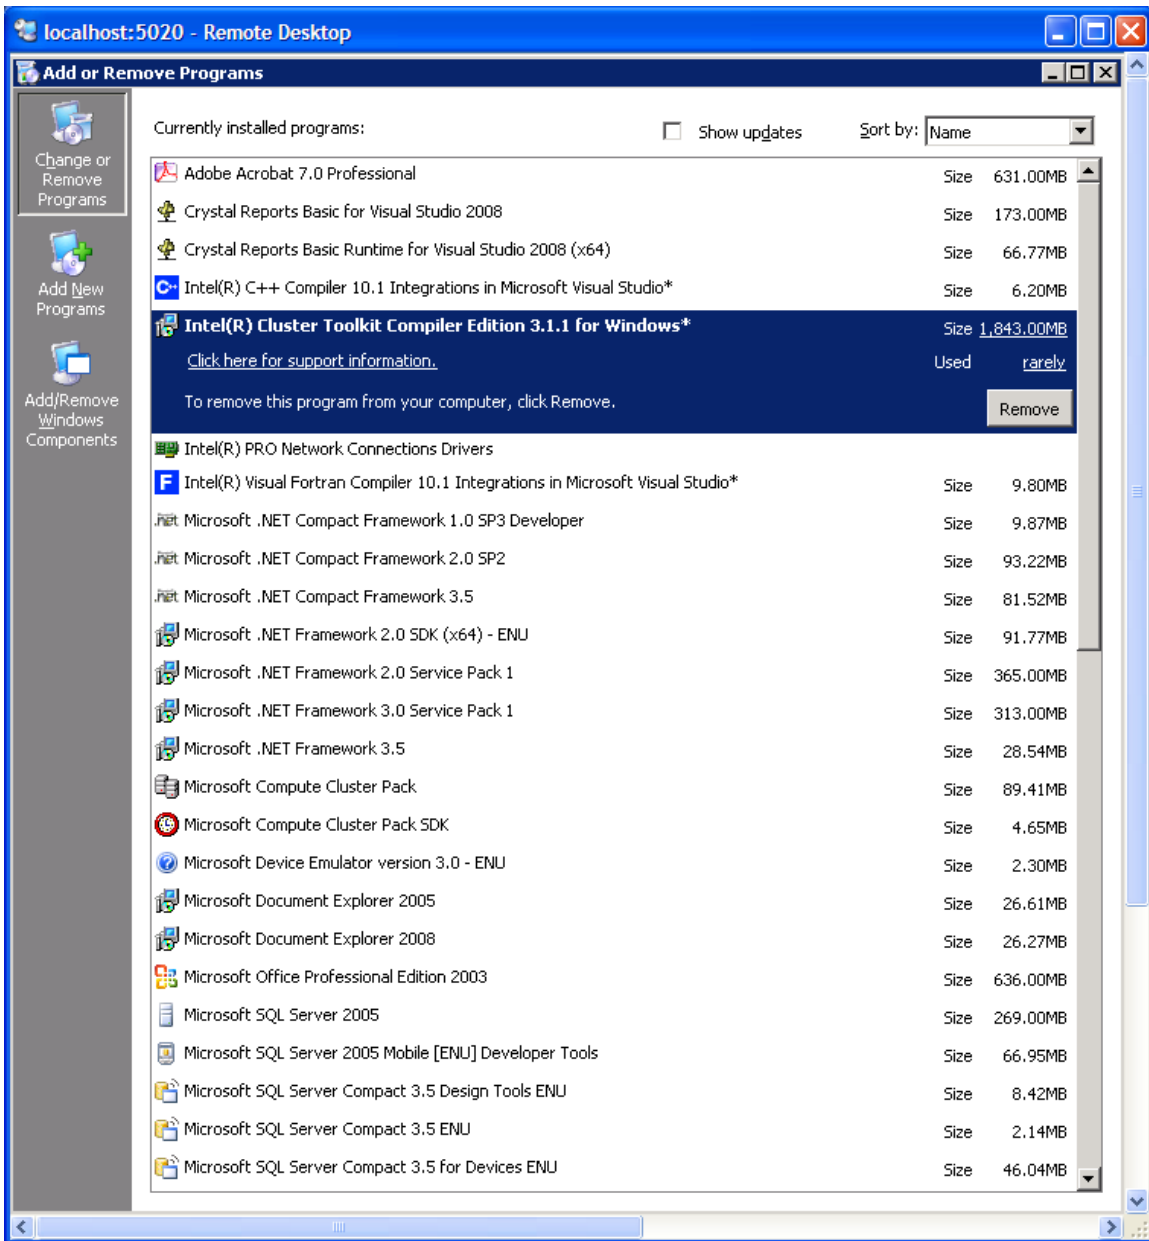 localhost:5020 - Remote Desktop
Add or Remove Programs
Change or
Remove
Programs
Add New
Programs
Add/Remove
Windows
Components
Currently installed programs:
Show updates
Sort by: Name
Adobe Acrobat 7.0 Professional Size 631.00MB
Crystal Reports Basic for Visual Studio 2008 Size 173.00MB
Crystal Reports Basic Runtime for Visual Studio 2008 (x64) Size 66.77MB
C++ Intel(R) C++ Compiler 10.1 Integrations in Microsoft Visual Studio* Size 6.20MB
Intel(R) Cluster Toolkit Compiler Edition 3.1.1 for Windows* Size 1,843.00MB
Click here for support information. Used rarely
To remove this program from your computer, click Remove. Remove
Intel(R) PRO Network Connections Drivers
F Intel(R) Visual Fortran Compiler 10.1 Integrations in Microsoft Visual Studio* Size 9.80MB
.net Microsoft .NET Compact Framework 1.0 SP3 Developer Size 9.87MB
.net Microsoft .NET Compact Framework 2.0 SP2 Size 93.22MB
.net Microsoft .NET Compact Framework 3.5 Size 81.52MB
Microsoft .NET Framework 2.0 SDK (x64) - ENU Size 91.77MB
Microsoft .NET Framework 2.0 Service Pack 1 Size 365.00MB
Microsoft .NET Framework 3.0 Service Pack 1 Size 313.00MB
Microsoft .NET Framework 3.5 Size 28.54MB
Microsoft Compute Cluster Pack Size 89.41MB
Microsoft Compute Cluster Pack SDK Size 4.65MB
Microsoft Device Emulator version 3.0 - ENU Size 2.30MB
Microsoft Document Explorer 2005 Size 26.61MB
Microsoft Document Explorer 2008 Size 26.27MB
Microsoft Office Professional Edition 2003 Size 636.00MB
Microsoft SQL Server 2005 Size 269.00MB
Microsoft SQL Server 2005 Mobile [ENU] Developer Tools Size 66.95MB
Microsoft SQL Server Compact 3.5 Design Tools ENU Size 8.42MB
Microsoft SQL Server Compact 3.5 ENU Size 2.14MB
Microsoft SQL Server Compact 3.5 for Devices ENU Size 46.04MB